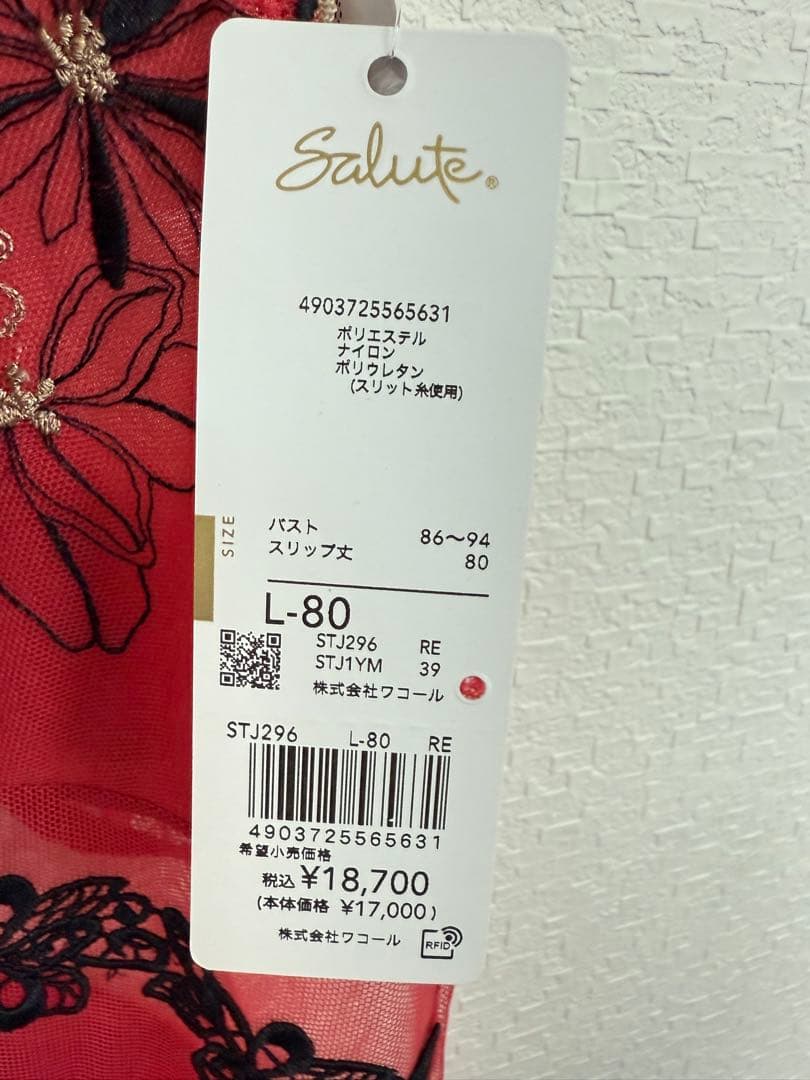 Salute®
4903725565631
ポリエステル
ナイロン
ポリウレタン
(スリット糸使用)
SIZE
バスト 86～94
スリップ丈 80
L-80
STJ296 RE
STJ1YM 39
株式会社ワコール
STJ296 L-80 RE
4903725565631
希望小売価格
税込 ¥18,700
(本体価格 ¥17,000)
株式会社ワコール
RFID